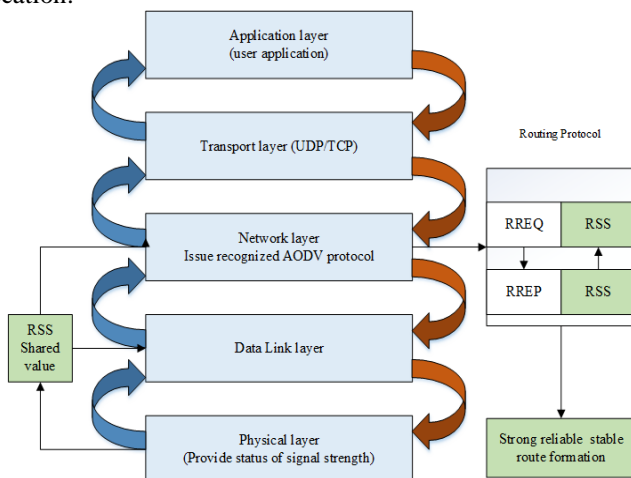 cation.
Application layer
(user application)
Transport layer (UDP/TCP)
Routing Protocol
Network layer
Issue recognized AODV protocol
RREQ
RSS
RREP
RSS
RSS
Shared
value
Data Link layer
Physical layer
(Provide status of signal strength)
Strong reliable stable
route formation